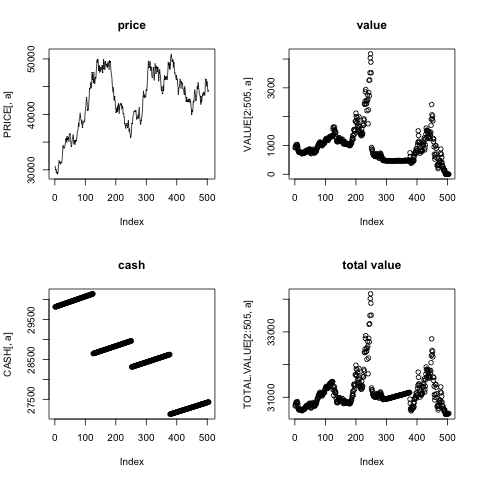 price
value
PRICE[, a]
30000 40000 50000
0 100 200 300 400 500
Index
VALUE[2:505, a]
0 1000 3000
0 100 200 300 400 500
Index
cash
total value
CASH[, a]
27500 28500 29500
0 100 200 300 400 500
Index
TOTAL.VALUE[2:505, a]
31000 33000
0 100 200 300 400 500
Index